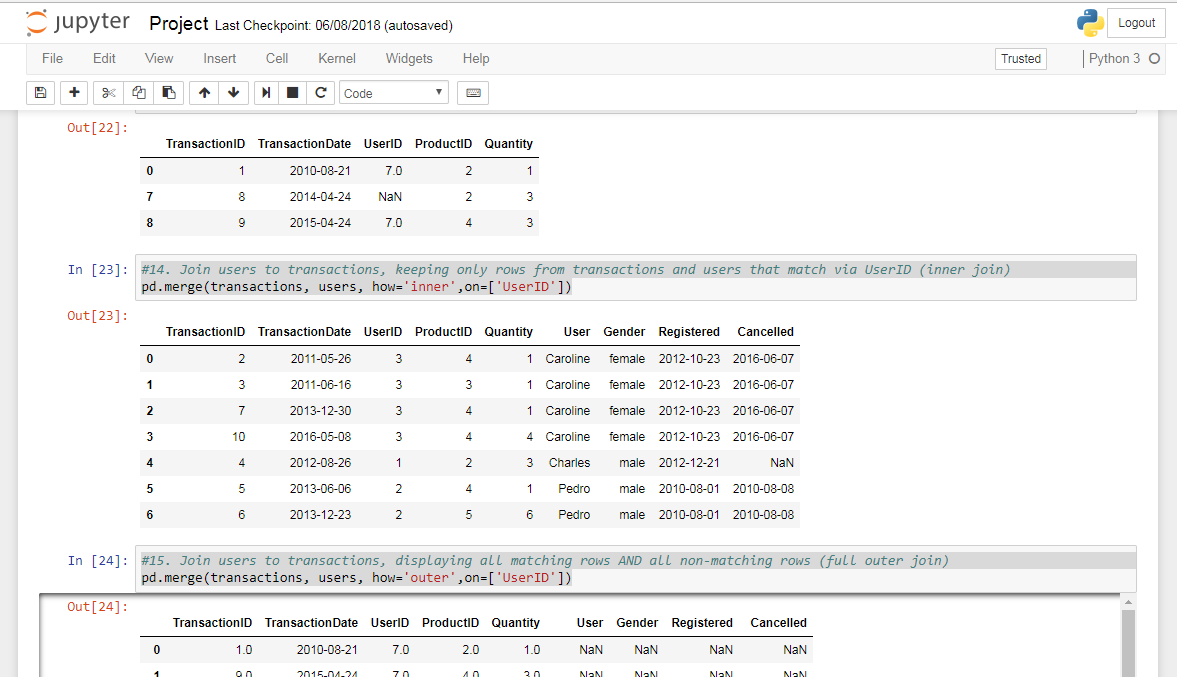 jupyter Project Last Checkpoint: 06/08/2018 (autosaved) Logout
File Edit View Insert Cell Kernel Widgets Help Trusted Python 3
Code
Out[22]:
TransactionID TransactionDate UserID ProductID Quantity
0 1 2010-08-21 7.0 2 1
7 8 2014-04-24 NaN 2 3
8 9 2015-04-24 7.0 4 3
In [23]: #14. Join users to transactions, keeping only rows from transactions and users that match via UserID (inner join)
pd.merge(transactions, users, how='inner',on=['UserID'])
Out[23]:
TransactionID TransactionDate UserID ProductID Quantity User Gender Registered Cancelled
0 2 2011-05-26 3 4 1 Caroline female 2012-10-23 2016-06-07
1 3 2011-06-16 3 3 1 Caroline female 2012-10-23 2016-06-07
2 7 2013-12-30 3 4 1 Caroline female 2012-10-23 2016-06-07
3 10 2016-05-08 3 4 4 Caroline female 2012-10-23 2016-06-07
4 4 2012-08-26 1 2 3 Charles male 2012-12-21 NaN
5 5 2013-06-06 2 4 1 Pedro male 2010-08-01 2010-08-08
6 6 2013-12-23 2 5 6 Pedro male 2010-08-01 2010-08-08
In [24]: #15. Join users to transactions, displaying all matching rows AND all non-matching rows (full outer join)
pd.merge(transactions, users, how='outer',on=['UserID'])
Out[24]:
TransactionID TransactionDate UserID ProductID Quantity User Gender Registered Cancelled
0 1.0 2010-08-21 7.0 2.0 1.0 NaN NaN NaN NaN
1 9.0 2015-04-24 7.0 4.0 3.0 NaN NaN NaN NaN